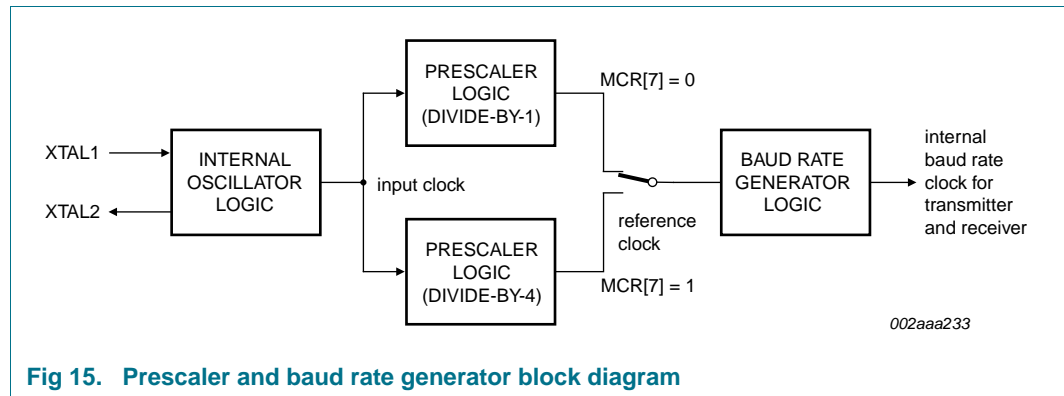 XTAL1
XTAL2
INTERNAL
OSCILLATOR
LOGIC
input clock
PRESCALER
LOGIC
(DIVIDE-BY-1)
MCR[7] = 0
PRESCALER
LOGIC
(DIVIDE-BY-4)
MCR[7] = 1
reference
clock
BAUD RATE
GENERATOR
LOGIC
internal
baud rate
clock for
transmitter
and receiver
002aaa233
Fig 15. Prescaler and baud rate generator block diagram